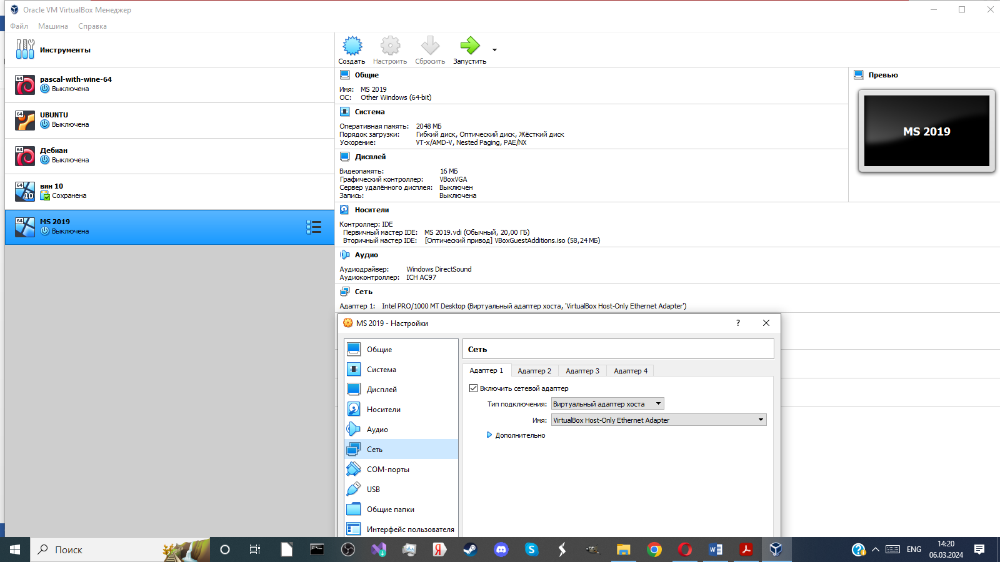 Oracle VM VirtualBox Менеджер
Файл Машина Справка
Инструменты
Создать Настроить Сбросить Запустить
64
pascal-with-wine-64
Выключена
64
UBUNTU
Выключена
64
Дебиан
Выключена
64
10
вин 10
Сохранена
64
MS 2019
Выключена
Общие
Имя: MS 2019
ОС: Other Windows (64-bit)
Система
Оперативная память: 2048 МБ
Порядок загрузки: Гибкий диск, Оптический диск, Жёсткий диск
Ускорение: VT-x/AMD-V, Nested Paging, PAE/NX
Дисплей
Видеопамять: 16 МБ
Графический контроллер: VBoxVGA
Сервер удалённого дисплея: Выключен
Запись: Выключена
Превью
MS 2019
Носители
Контроллер: IDE
Первичный мастер IDE: MS 2019.vdi (Обычный, 20,00 ГБ)
Вторичный мастер IDE: [Оптический привод] VBoxGuestAdditions.iso (58,24 МБ)
Аудио
Аудиодрайвер: Windows DirectSound
Аудиоконтроллер: ICH AC97
Сеть
Адаптер 1: Intel PRO/1000 MT Desktop (Виртуальный адаптер хоста, 'VirtualBox Host-Only Ethernet Adapter')
MS 2019 - Настройки
?
Общие
Система
Дисплей
Носители
Аудио
Сеть
COM-порты
USB
Общие папки
Интерфейс пользователя
Сеть
Адаптер 1 Адаптер 2 Адаптер 3 Адаптер 4
Включить сетевой адаптер
Тип подключения: Виртуальный адаптер хоста
Имя: VirtualBox Host-Only Ethernet Adapter
Дополнительно
Поиск
ENG
14:20
06.03.2024